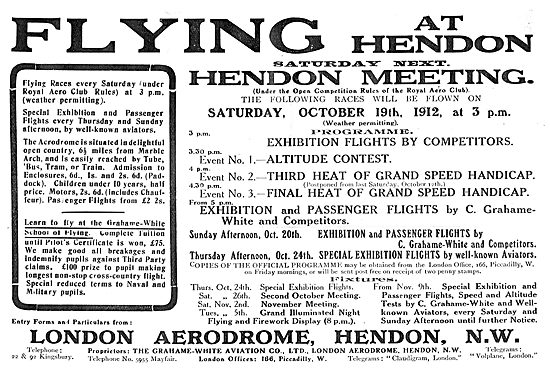 FLYING AT HENDON
SATURDAY NEXT.
HENDON MEETING.
(Under the Open Competition Rules of the Royal Aero Club).
THE FOLLOWING RACES WILL BE FLOWN ON
SATURDAY, OCTOBER 19th, 1912, at 3 p.m.
(Weather permitting).
Flying Races every Saturday (under
Royal Aero Club Rules) at 3 p.m.
(weather permitting).
Special Exhibition and Passenger
Flights every Thursday and Sunday
afternoon, by well-known aviators.
The Aerodrome is situated in delightful
open country, 6½ miles from Marble
Arch, and is easily reached by Tube,
'Bus, Tram, or Train. Admission to
Enclosures, 6d., 1s. and 2s. 6d. (Pad-
dock). Children under 10 years, half
price. Motors, 2s. 6d. (includes Chauf-
feur). Passenger Flights from £2 2s.
Learn to fly at the Grahame-White
School of Flying. Complete Tuition
until Pilot's Certificate is won, £75.
We make good all breakages and
Indemnify pupils against Third Party
claims. £100 prize to pupil making
longest non-stop cross-country flight.
Special reduced terms to Naval and
Military pupils.
PROGRAMME.
3 p.m. EXHIBITION FLIGHTS BY COMPETITORS.
3.30 p.m.
Event No. 1.—ALTITUDE CONTEST.
4 p.m.
Event No. 2.—THIRD HEAT OF GRAND SPEED HANDICAP.
4.30 p.m. (Postponed from last Saturday, October 12th.)
Event No. 3.—FINAL HEAT OF GRAND SPEED HANDICAP.
From 5 p.m.
EXHIBITION and PASSENGER FLIGHTS by C. Grahame-
White and Competitors.
Sunday Afternoon, Oct. 20th. EXHIBITION and PASSENGER FLIGHTS by
C. Grahame-White and Competitors.
Thursday Afternoon, Oct. 24th. SPECIAL EXHIBITION FLIGHTS by well-known Aviators.
COPIES OF THE OFFICIAL PROGRAMME may be obtained from the London Office, 166, Piccadilly, W.
on Friday mornings, or will be sent post free on receipt of two penny stamps.
Fixtures.
Thurs. Oct. 24th. Special Exhibition Flights.
Sat. „ 26th. Second October Meeting.
Sat. Nov. 2nd. November Meeting.
Tues. „ 5th. Grand Illuminated Night
Flying and Firework Display (8 p.m.).
From Nov. 9th. Special Exhibition and
Passenger Flights, Speed and Altitude
Tests by C. Grahame-White and Well-
known Aviators, every Saturday and
Sunday Afternoon until further Notice.
Entry Forms and Particulars from:
LONDON AERODROME, HENDON, N.W.
Telephone:
22 & 92 Kingsbury.
Proprietors: THE GRAHAME-WHITE AVIATION CO., LTD., LONDON AERODROME, HENDON, N.W.
Telephone No. 5955 Mayfair. London Offices: 166, Piccadilly, W. Telegrams: "Claudigram, London."
Telegrams:
"Volplane, London."